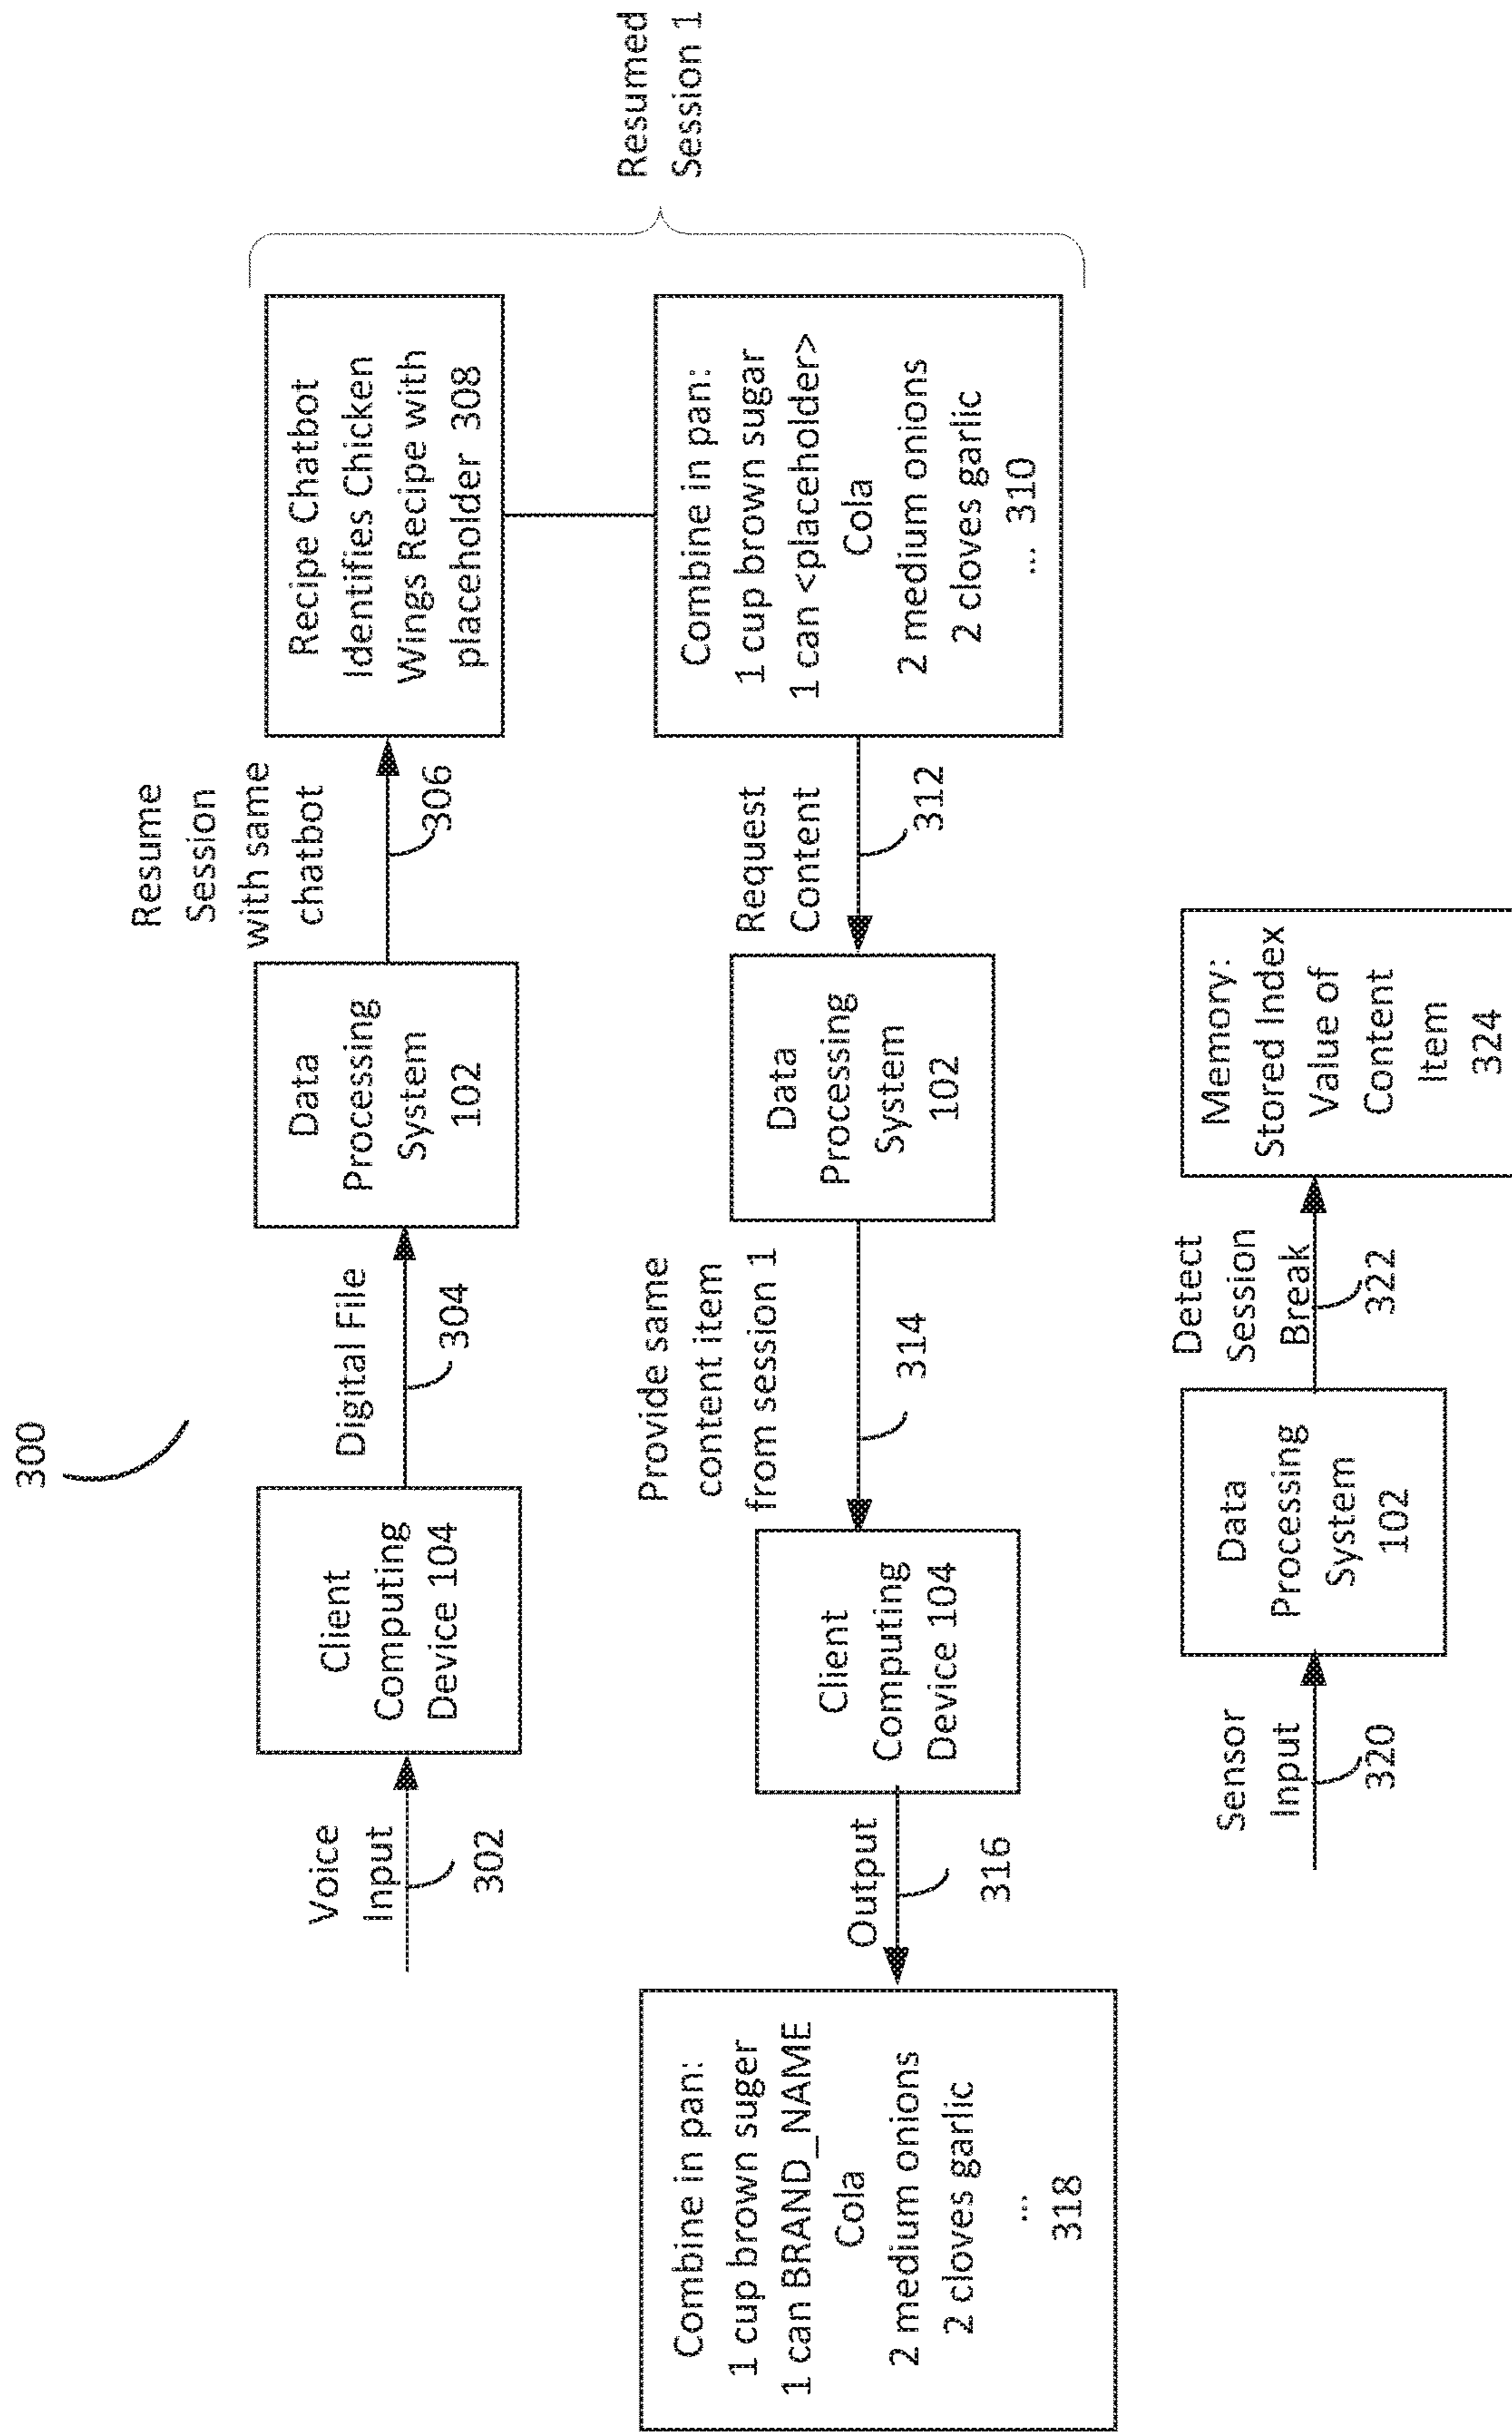 300
Voice
Input
302
Client
Computing
Device 104
Digital File
304
Data
Processing
System
102
Resume
Session
with same
chatbot
306
Recipe Chatbot
Identifies Chicken
Wings Recipe with
placeholder 308
Resumed
Session 1
Combine in pan:
1 cup brown sugar
1 can <placeholder>
Cola
2 medium onions
2 cloves garlic
... 310
Request
Content
312
Data
Processing
System
102
Provide same
content item
from session 1
314
Client
Computing
Device 104
Output
316
Combine in pan:
1 cup brown suger
1 can BRAND_NAME
Cola
2 medium onions
2 cloves garlic
...
318
Sensor
Input
320
Data
Processing
System
102
Detect
Session
Break
322
Memory:
Stored Index
Value of
Content
Item
324